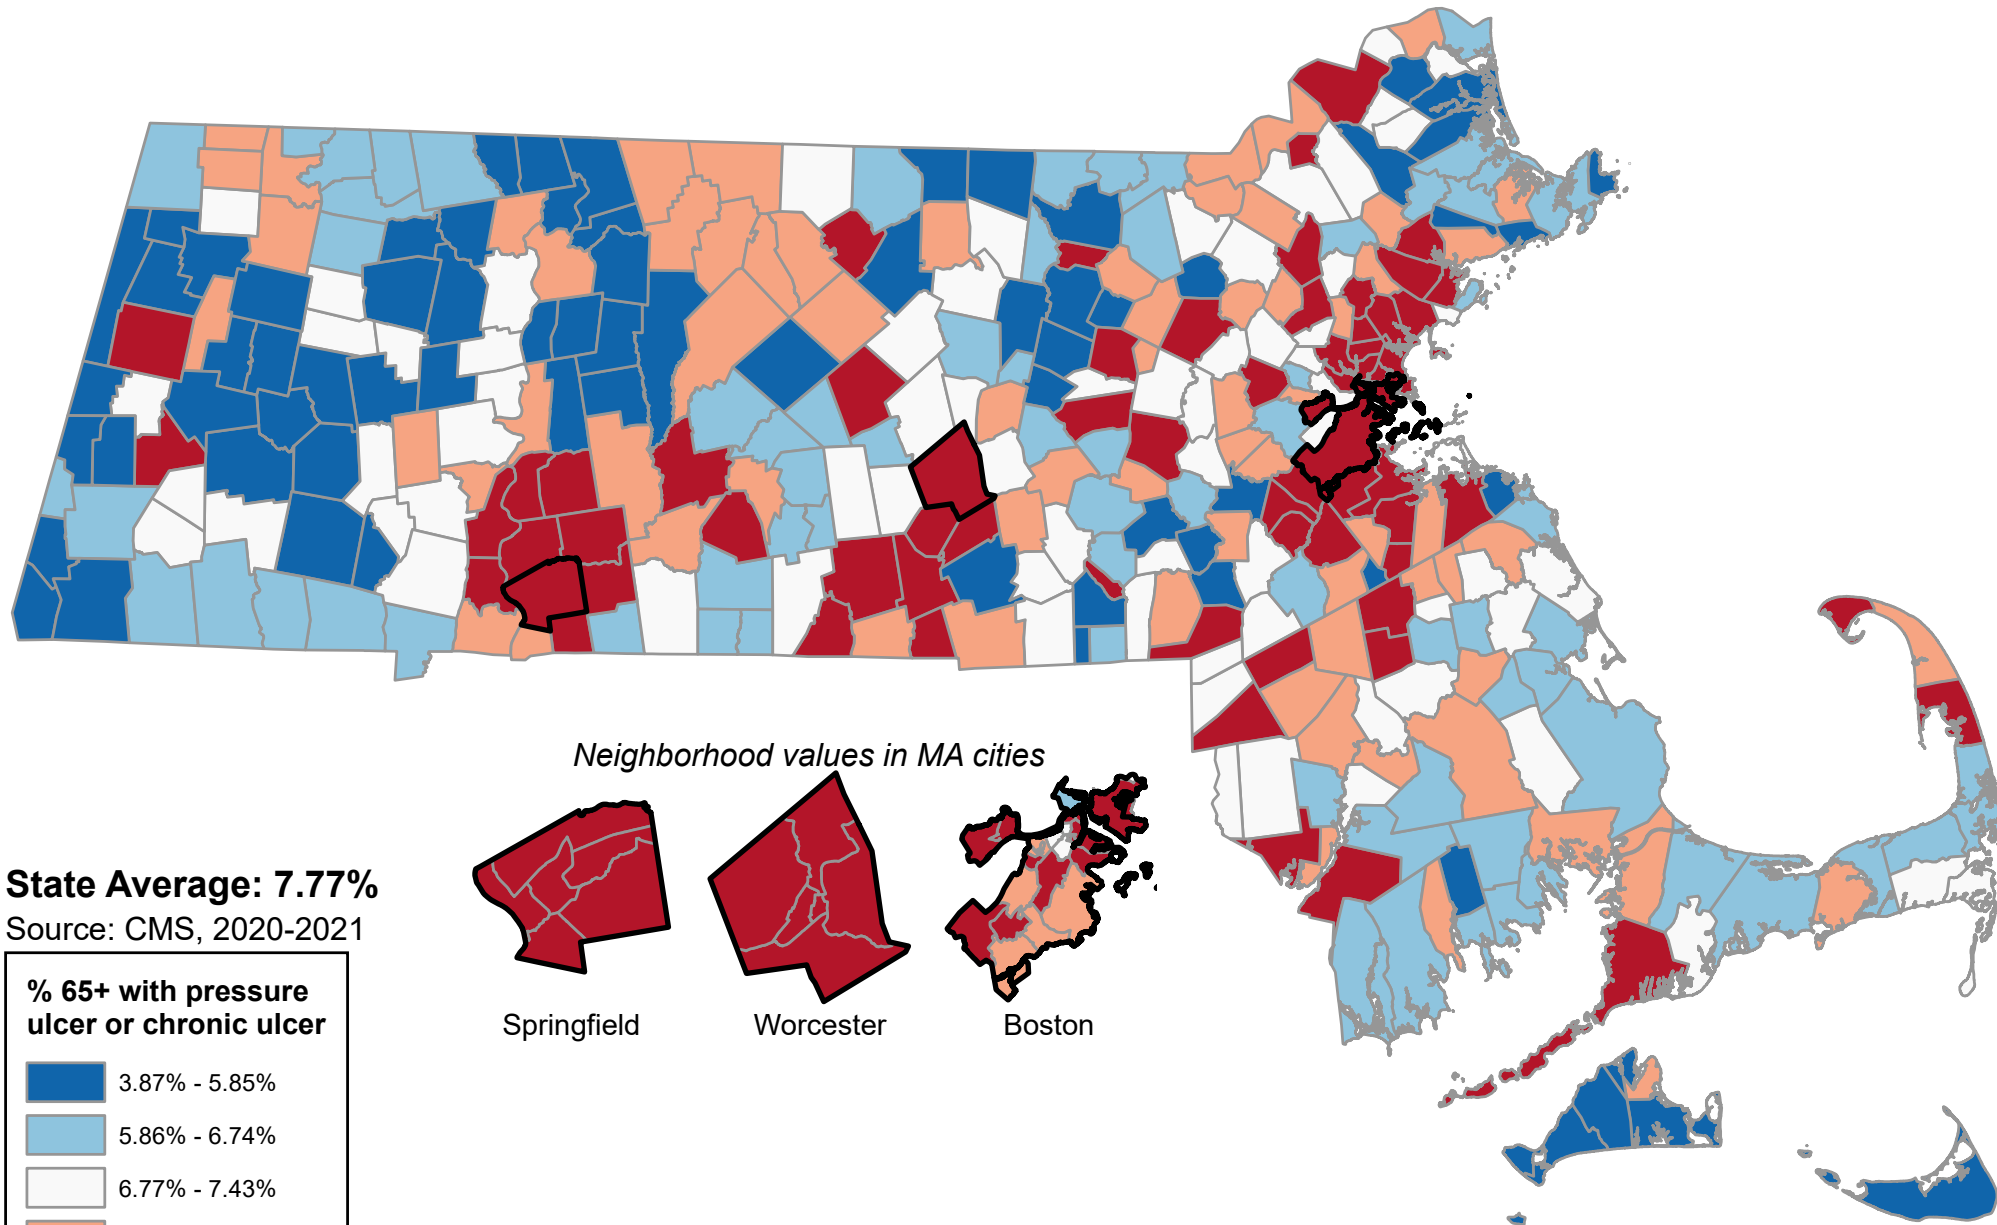 Neighborhood values in MA cities
Springfield
Worcester
Boston
State Average: 7.77%
Source: CMS, 2020-2021
% 65+ with pressure
ulcer or chronic ulcer
3.87% - 5.85%
5.86% - 6.74%
6.77% - 7.43%